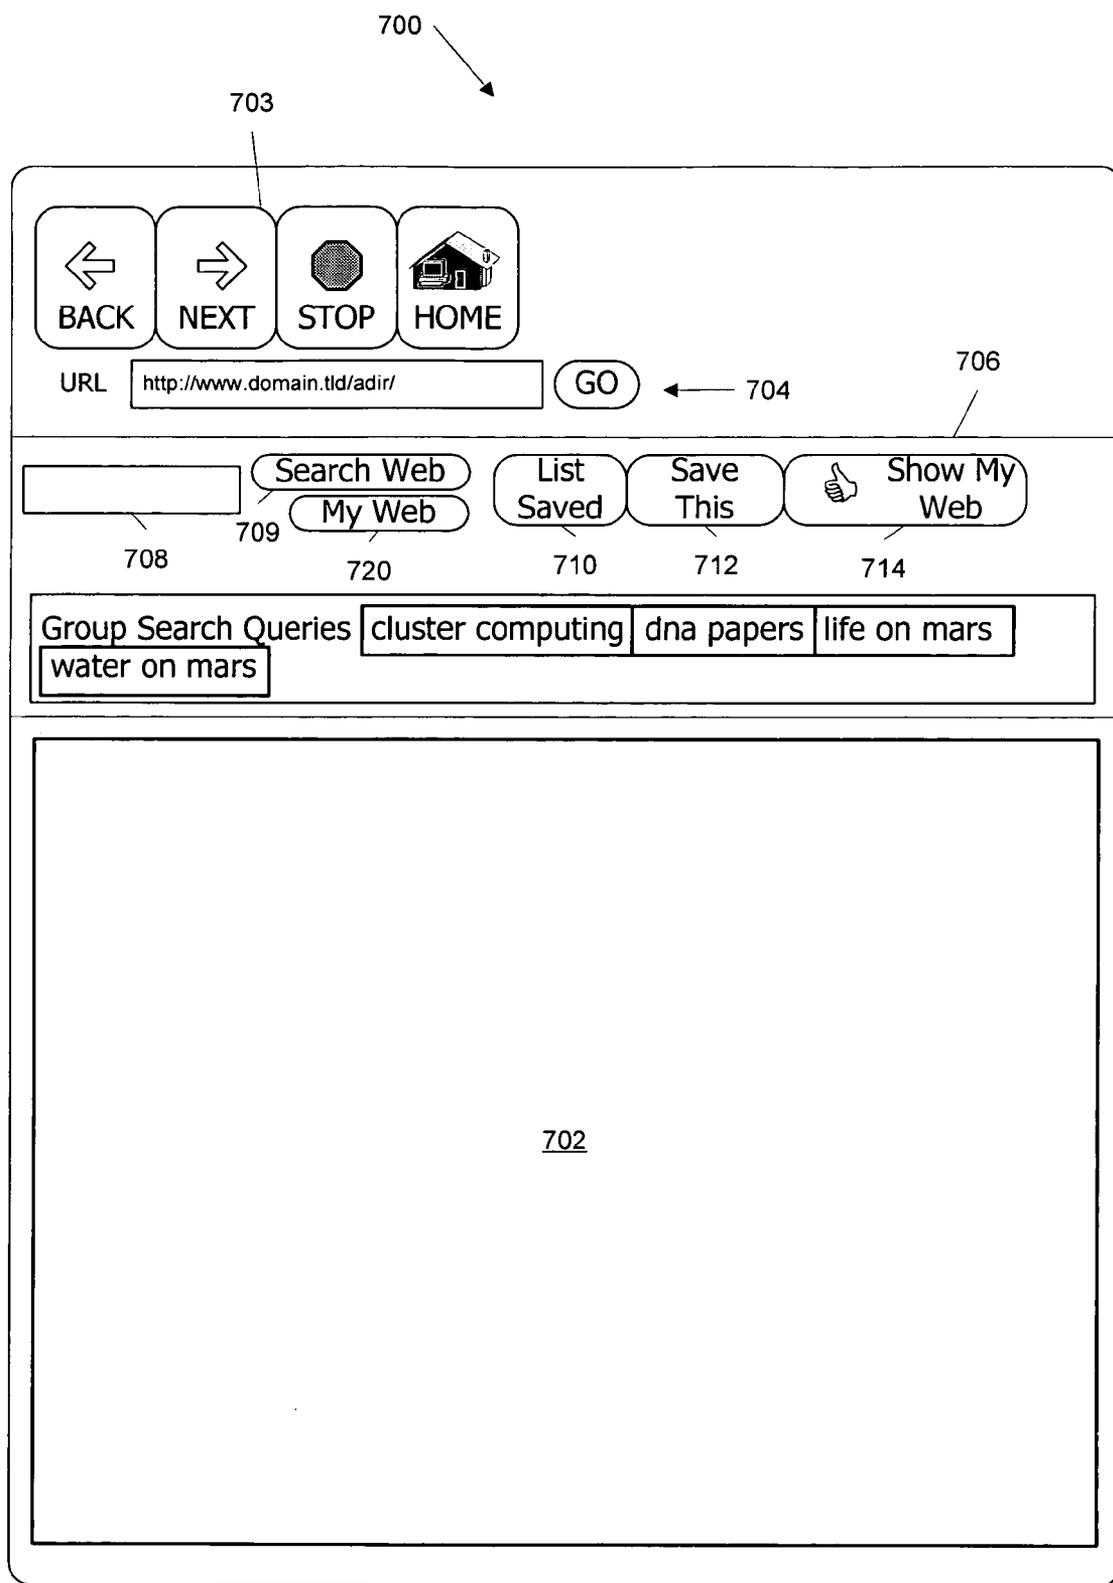 700
703
BACK NEXT STOP HOME
URL http://www.domain.tld/adir/ GO 704
706
Search Web List Saved Save This Show My Web
My Web
709
708 720 710 712 714
Group Search Queries cluster computing dna papers life on mars
water on mars
702